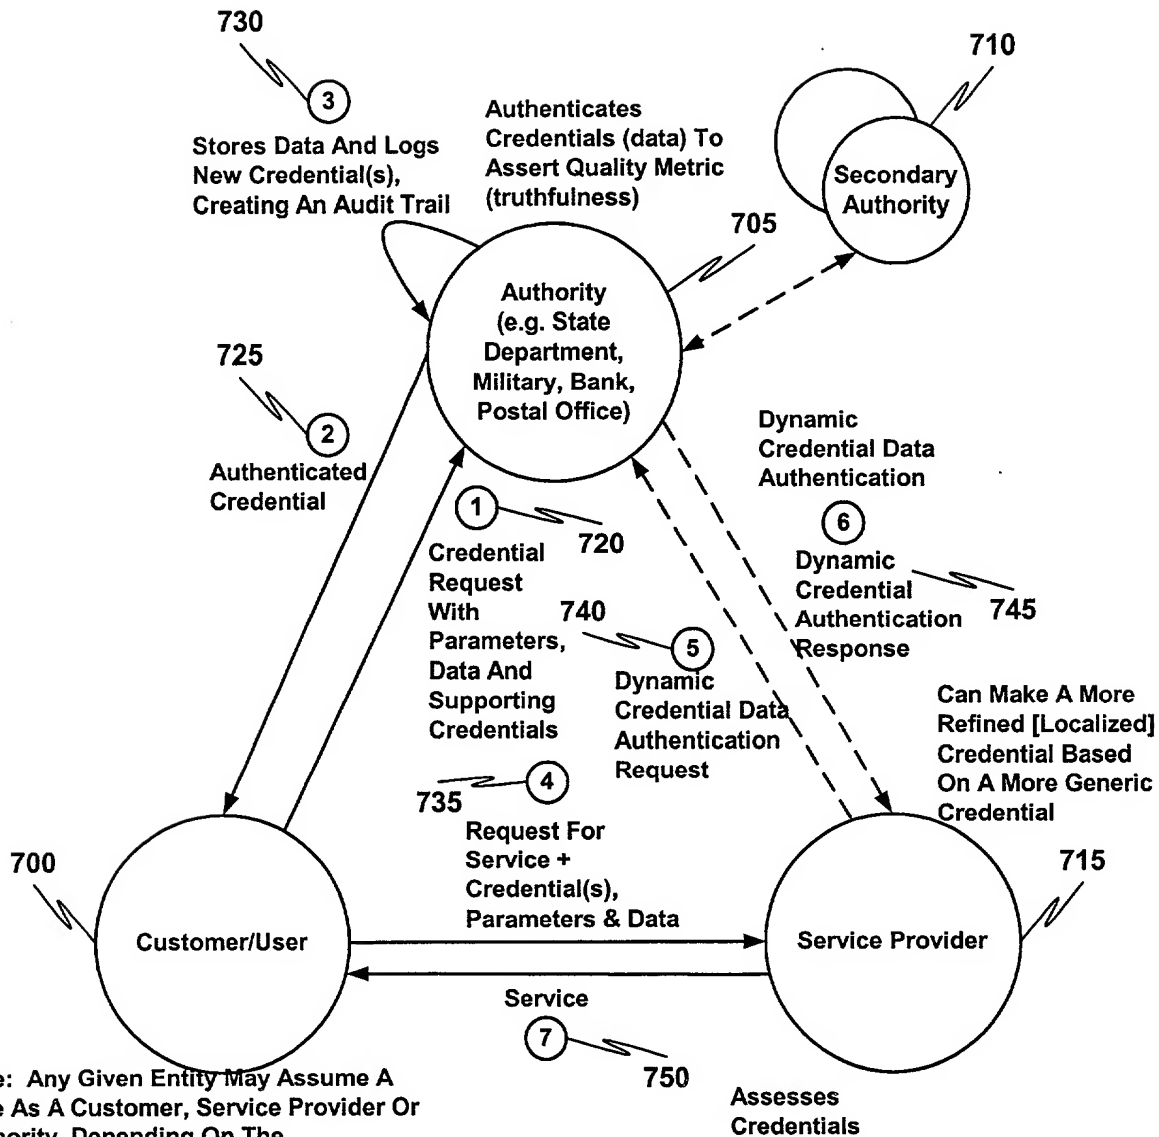 730
3
Stores Data And Logs
New Credential(s),
Creating An Audit Trail
Authenticates
Credentials (data) To
Assert Quality Metric
(truthfulness)
710
Secondary
Authority
705
Authority
(e.g. State
Department,
Military, Bank,
Postal Office)
725
2
Authenticated
Credential
1
720
Credential
Request
With
Parameters,
Data And
Supporting
Credentials
Dynamic
Credential Data
Authentication
6
Dynamic
Credential
Authentication
Response
745
740
5
Dynamic
Credential Data
Authentication
Request
Can Make A More
Refined [Localized]
Credential Based
On A More Generic
Credential
735
4
Request For
Service +
Credential(s),
Parameters & Data
700
Customer/User
715
Service Provider
Service
7
750
Assesses
Credentials
Any Given Entity May Assume A
As A Customer, Service Provider Or
Depending On The